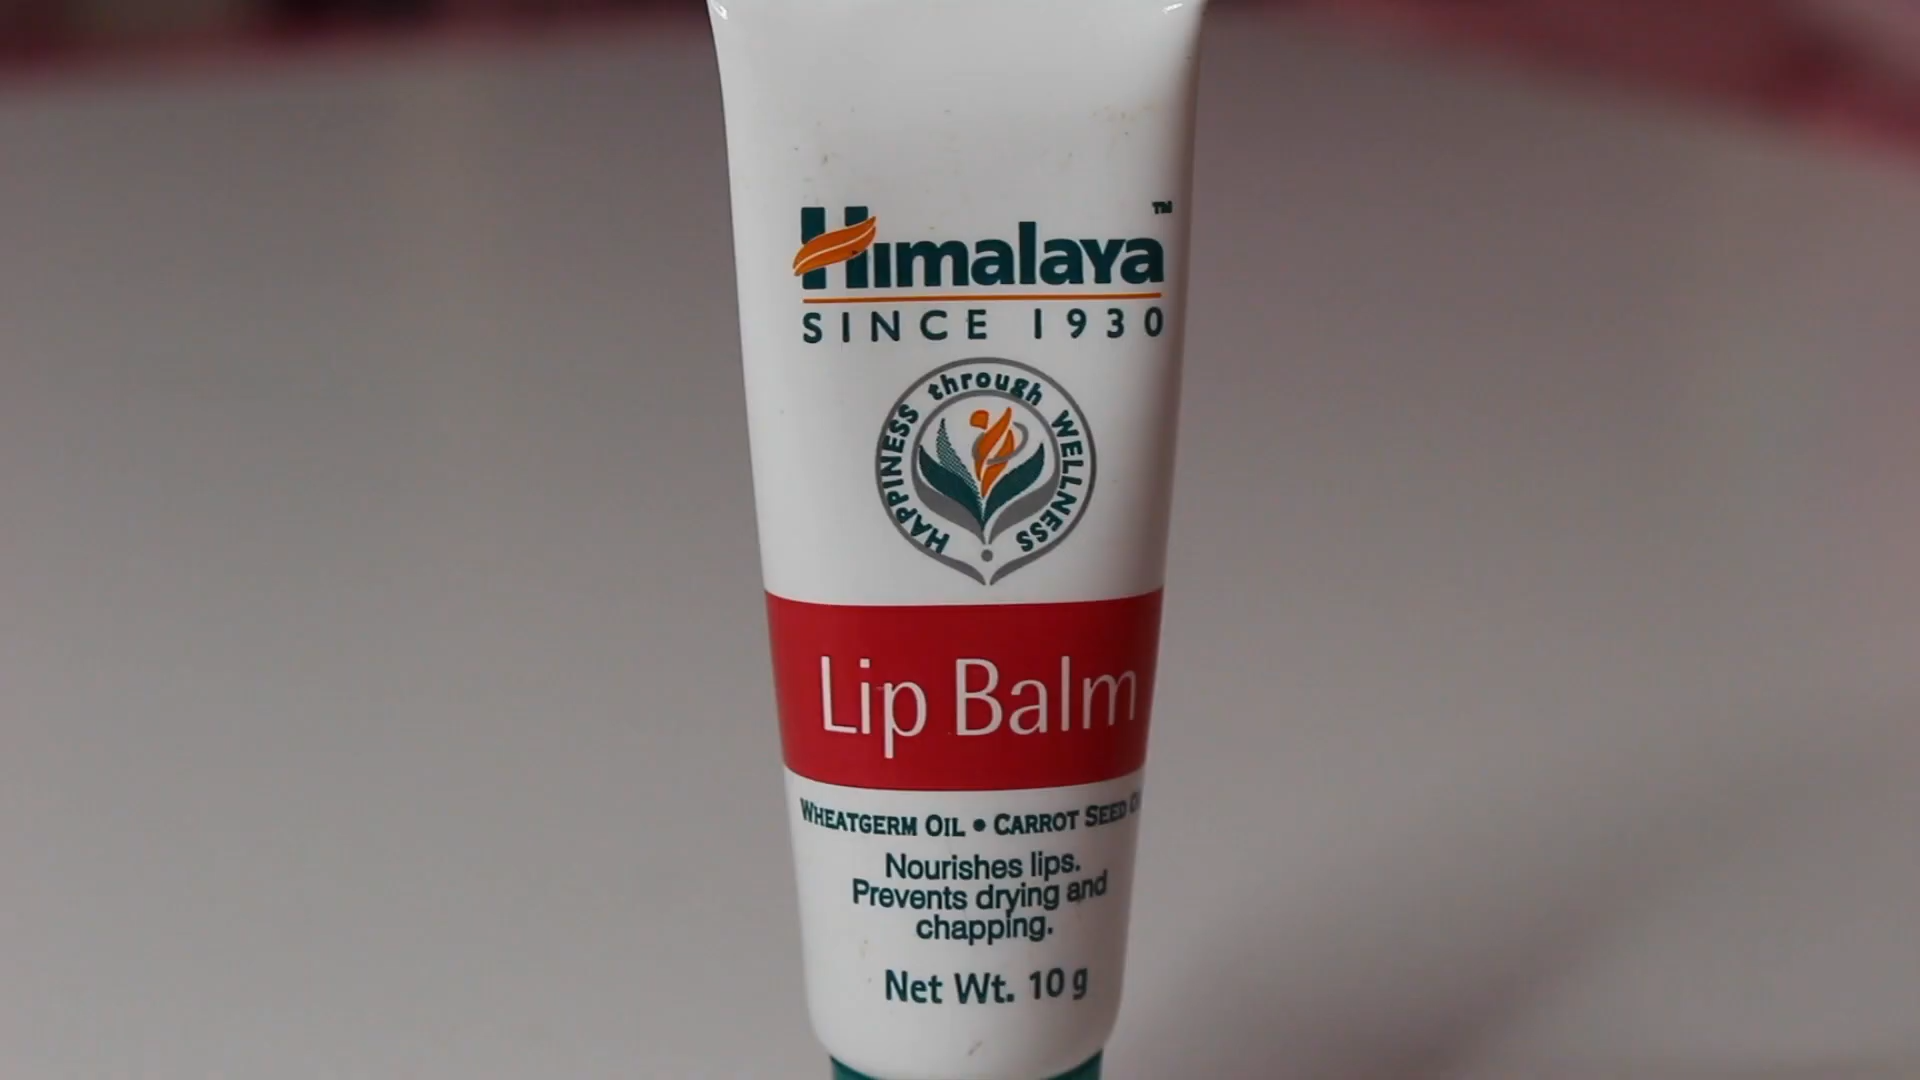 Himalaya™
SINCE 1930
HAPPINESS through WELLNESS
Lip Balm
WHEATGERM OIL • CARROT SEED
Nourishes lips.
Prevents drying and
chapping.
Net Wt. 10 g